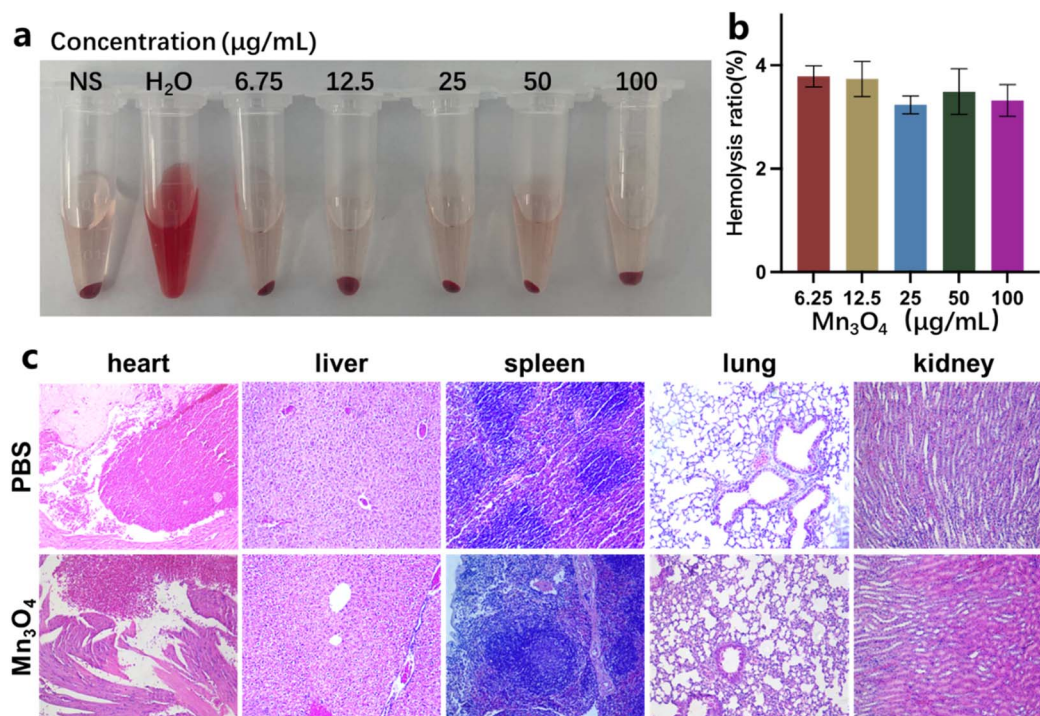 a
Concentration (μg/mL)
NS H₂O 6.75 12.5 25 50 100
b
Hemolysis ratio(%)
4
2
0
6.25 12.5 25 50 100
Mn₃O₄ (μg/mL)
c
heart liver spleen lung kidney
PBS
Mn₃O₄